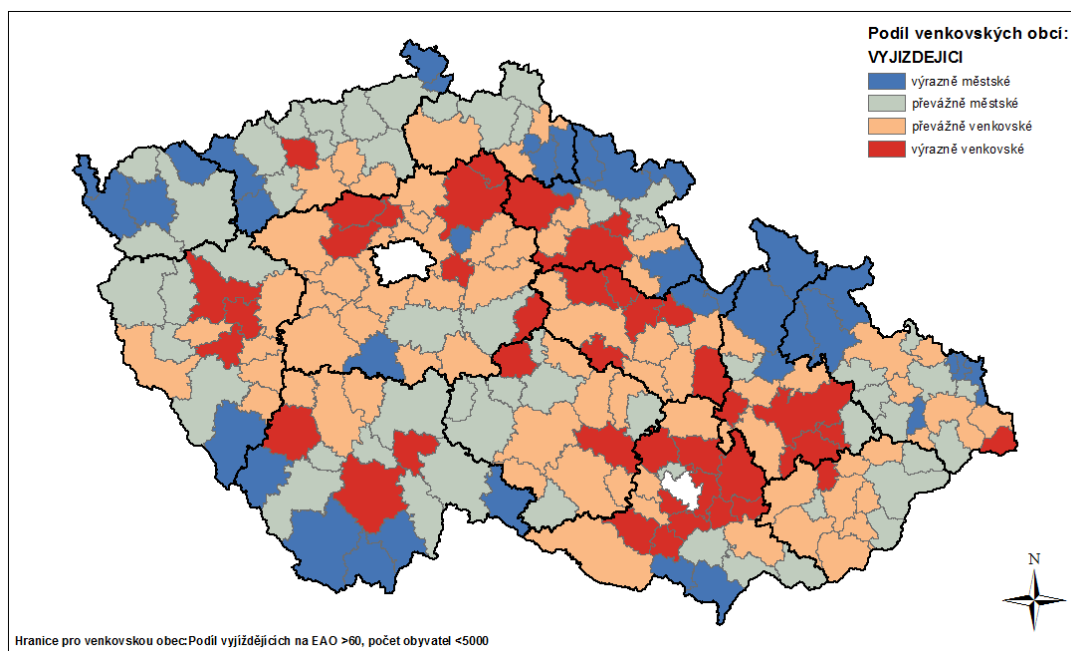 Podíl venkovských obcí:
VYJIZDEJICI
výrazně městské
převážně městské
převážně venkovské
výrazně venkovské
N
Hranice pro venkovskou obec:Podíl vyjíždějících na EAO >60, počet obyvatel <5000